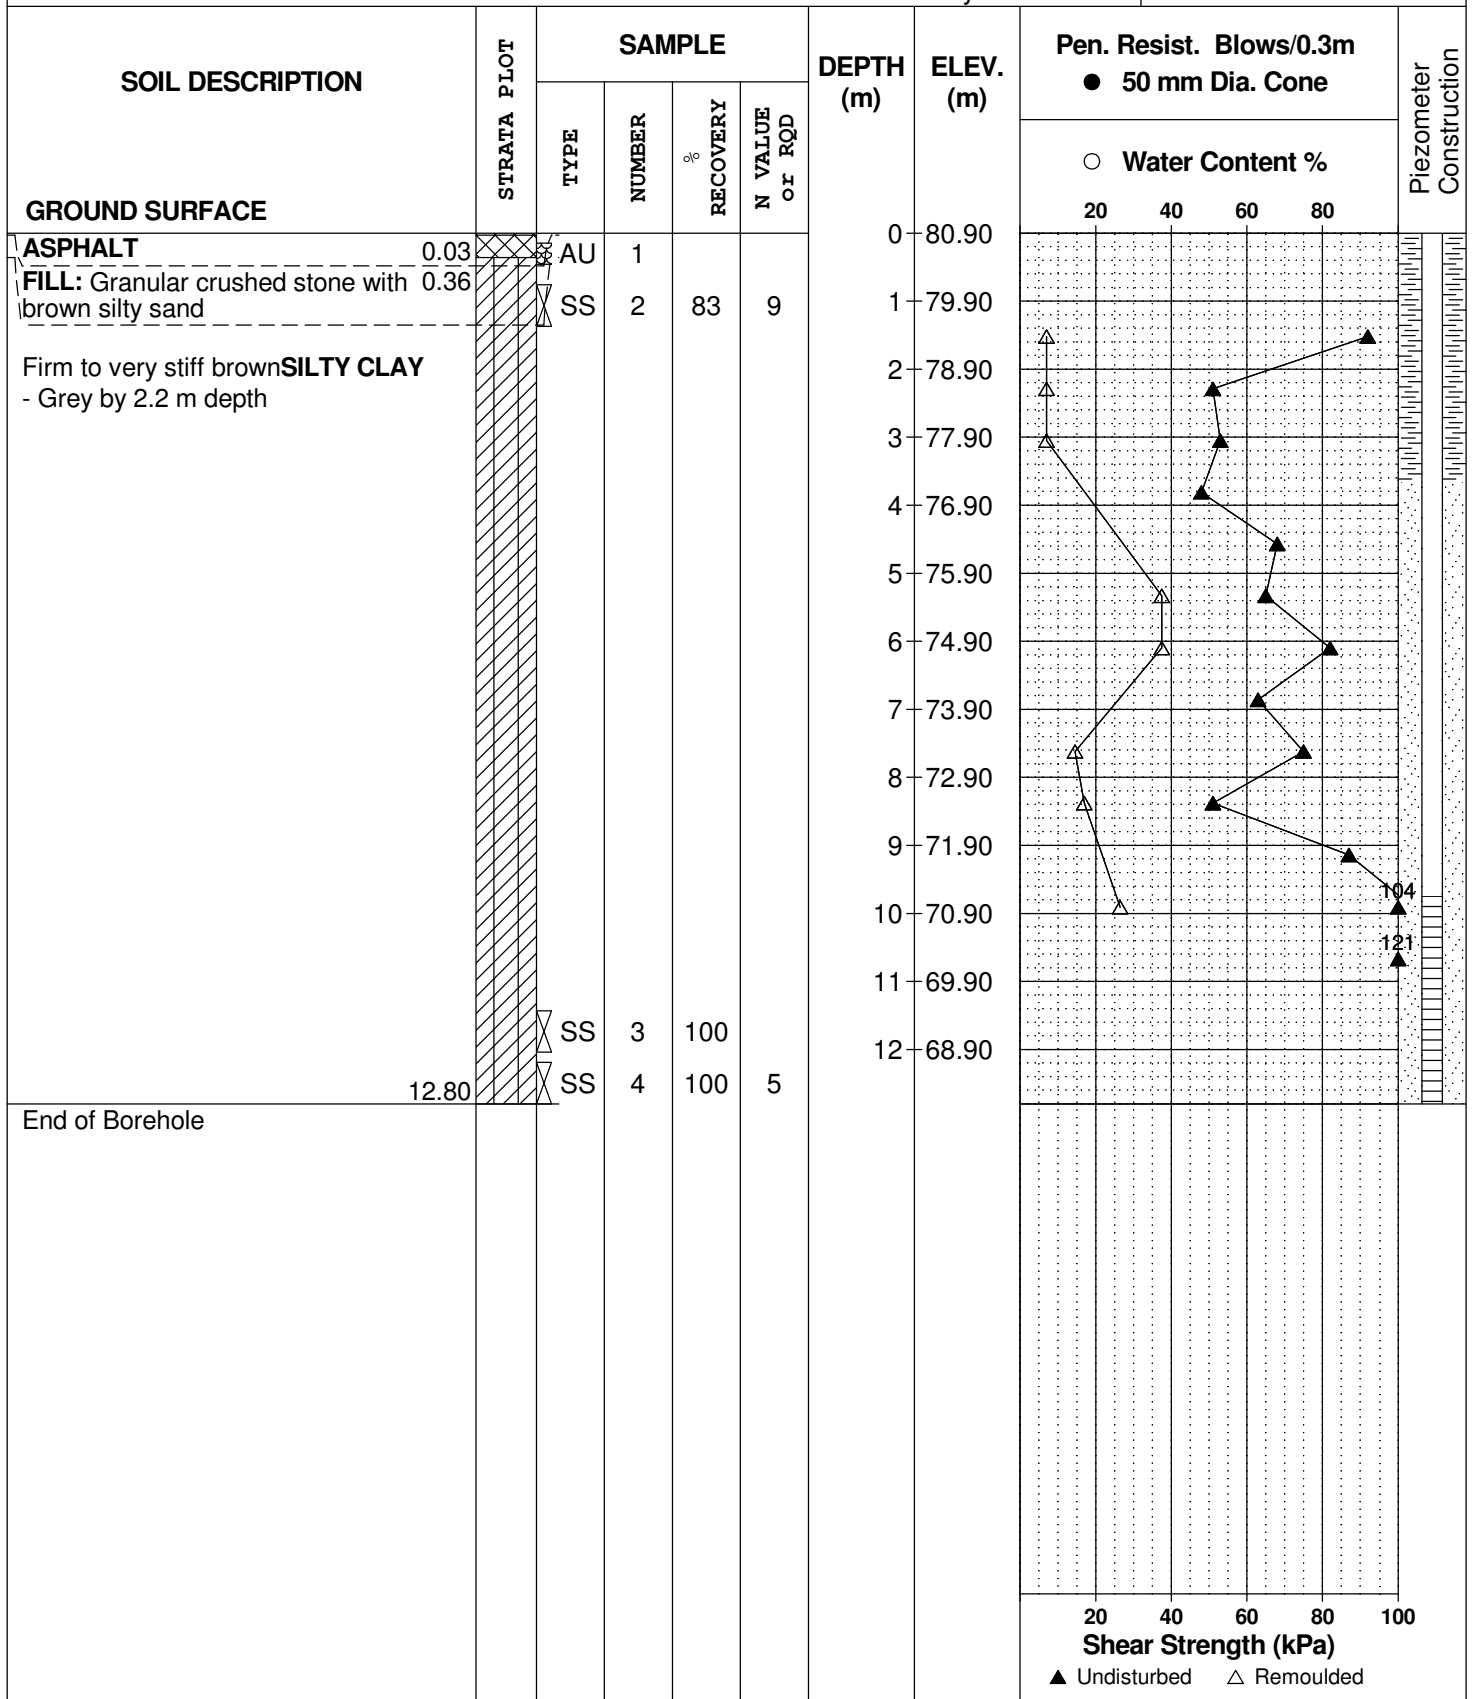 SOIL DESCRIPTION
GROUND SURFACE
STRATA PLOT
SAMPLE
TYPE
NUMBER
% RECOVERY
N VALUE or RQD
DEPTH (m)
ELEV. (m)
Pen. Resist. Blows/0.3m
● 50 mm Dia. Cone
○ Water Content %
20 40 60 80
Piezometer Construction
ASPHALT 0.03
FILL: Granular crushed stone with 0.36
brown silty sand
Firm to very stiff brownSILTY CLAY
- Grey by 2.2 m depth
12.80
End of Borehole
AU 1
SS 2 83 9
SS 3 100
SS 4 100 5
0 80.90
1 79.90
2 78.90
3 77.90
4 76.90
5 75.90
6 74.90
7 73.90
8 72.90
9 71.90
10 70.90
11 69.90
12 68.90
104
121
20 40 60 80 100
Shear Strength (kPa)
▲ Undisturbed △ Remoulded